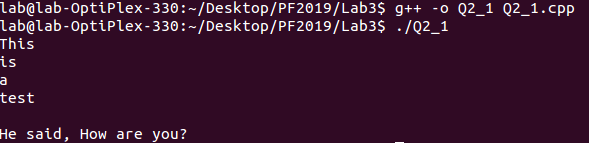 lab@lab-OptiPlex-330:~/Desktop/PF2019/Lab3$ g++ -o Q2_1 Q2_1.cpp
lab@lab-OptiPlex-330:~/Desktop/PF2019/Lab3$ ./Q2_1
This
is
a
test

He said, How are you?